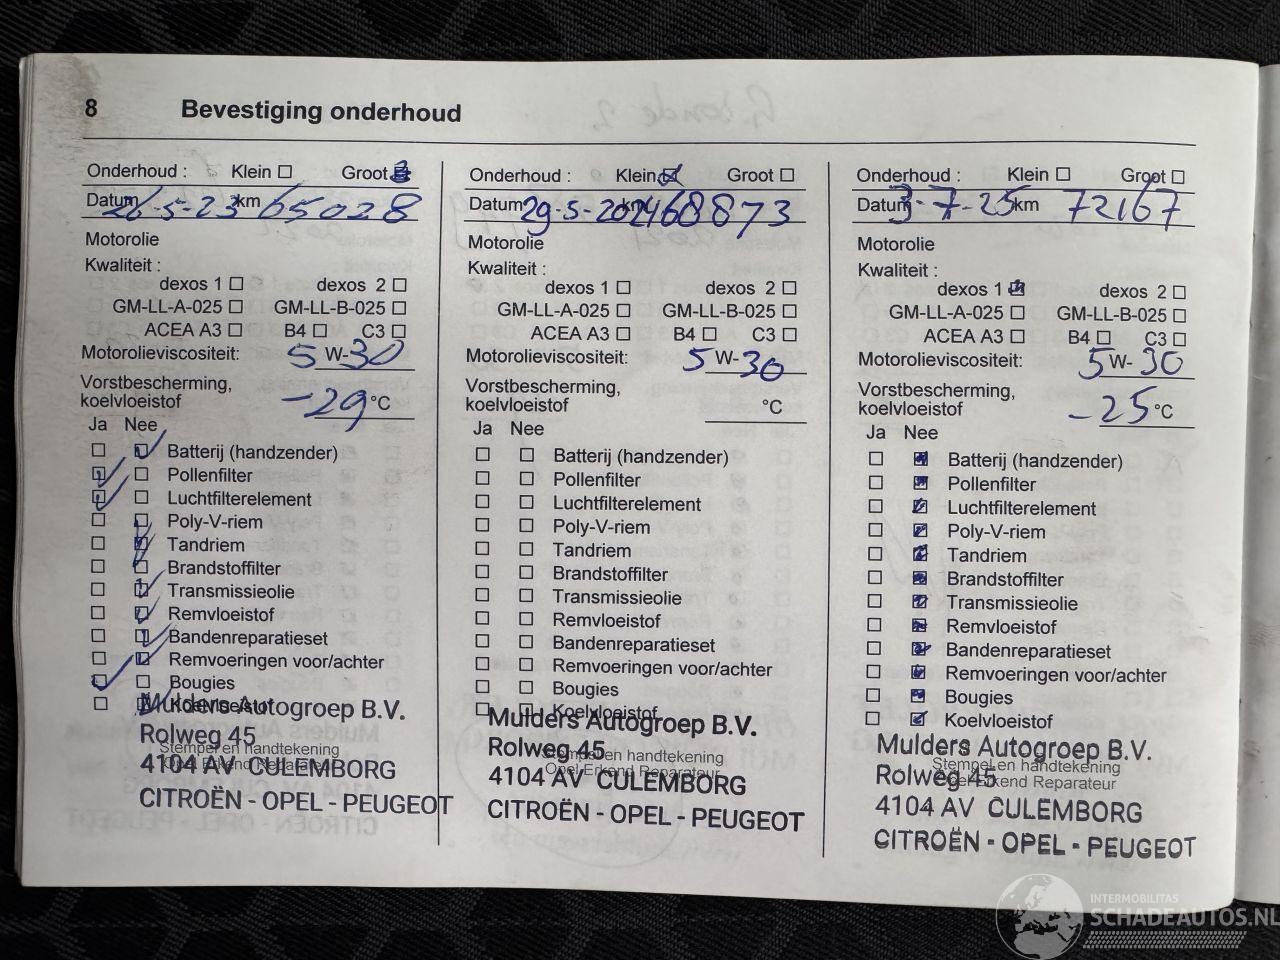 8 Bevestiging onderhoud
Onderhoud : Klein Groot
Datum 26-5-23 km 65028
Motorolie
Kwaliteit :
dexos 1 dexos 2
GM-LL-A-025 GM-LL-B-025
ACEA A3 B4 C3
Motorolieviscositeit: 5 W-30
Vorstbescherming,
koelvloeistof -29 °C
Ja Nee
Batterij (handzender)
Pollenfilter
Luchtfilterelement
Poly-V-riem
Tandriem
Brandstoffilter
Transmissieolie
Remvloeistof
Bandenreparatieset
Remvoeringen voor/achter
Bougies
Koelvloeistof
Mulders Autogroep B.V.
Rolweg 45
Stempel en handtekening
Opel Erkend Reparateur
4104 AV CULEMBORG
CITROËN - OPEL - PEUGEOT
Onderhoud : Klein Groot
Datum 29-5-2024 km 68873
Motorolie
Kwaliteit :
dexos 1 dexos 2
GM-LL-A-025 GM-LL-B-025
ACEA A3 B4 C3
Motorolieviscositeit: 5 W-30
Vorstbescherming,
koelvloeistof °C
Ja Nee
Batterij (handzender)
Pollenfilter
Luchtfilterelement
Poly-V-riem
Tandriem
Brandstoffilter
Transmissieolie
Remvloeistof
Bandenreparatieset
Remvoeringen voor/achter
Bougies
Koelvloeistof
Mulders Autogroep B.V.
Rolweg 45
Stempel en handtekening
Opel Erkend Reparateur
4104 AV CULEMBORG
CITROËN - OPEL - PEUGEOT
Onderhoud : Klein Groot
Datum 3-7-25 km 72167
Motorolie
Kwaliteit :
dexos 1 dexos 2
GM-LL-A-025 GM-LL-B-025
ACEA A3 B4 C3
Motorolieviscositeit: 5 W-30
Vorstbescherming,
koelvloeistof -25 °C
Ja Nee
Batterij (handzender)
Pollenfilter
Luchtfilterelement
Poly-V-riem
Tandriem
Brandstoffilter
Transmissieolie
Remvloeistof
Bandenreparatieset
Remvoeringen voor/achter
Bougies
Koelvloeistof
Mulders Autogroep B.V.
Stempel en handtekening
Rolweg 45
Opel Erkend Reparateur
4104 AV CULEMBORG
CITROËN - OPEL - PEUGEOT
INTERMOBILITAS
SCHADEAUTOS.NL